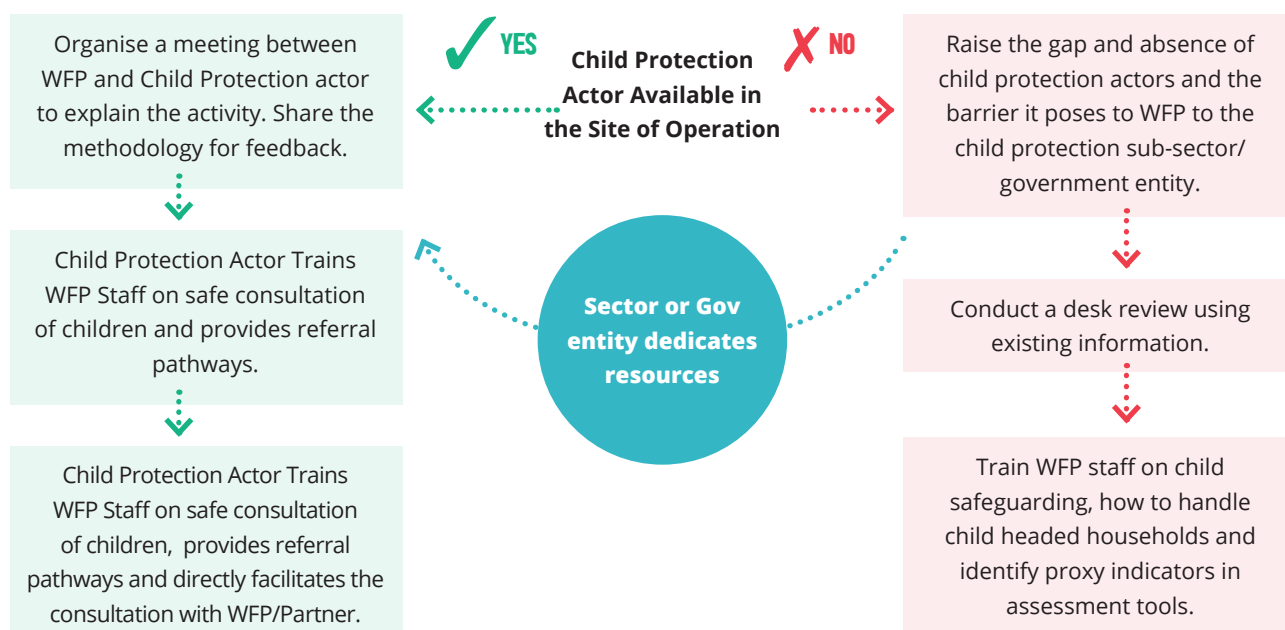 Organise a meeting between
WFP and Child Protection actor
to explain the activity. Share the
methodology for feedback.
YES
Child Protection
Actor Available in
the Site of Operation
NO
Raise the gap and absence of
child protection actors and the
barrier it poses to WFP to the
child protection sub-sector/
government entity.
Child Protection Actor Trains
WFP Staff on safe consultation
of children and provides referral
pathways.
Sector or Gov
entity dedicates
resources
Conduct a desk review using
existing information.
Child Protection Actor Trains
WFP Staff on safe consultation
of children, provides referral
pathways and directly facilitates the
consultation with WFP/Partner.
Train WFP staff on child
safeguarding, how to handle
child headed households and
identify proxy indicators in
assessment tools.